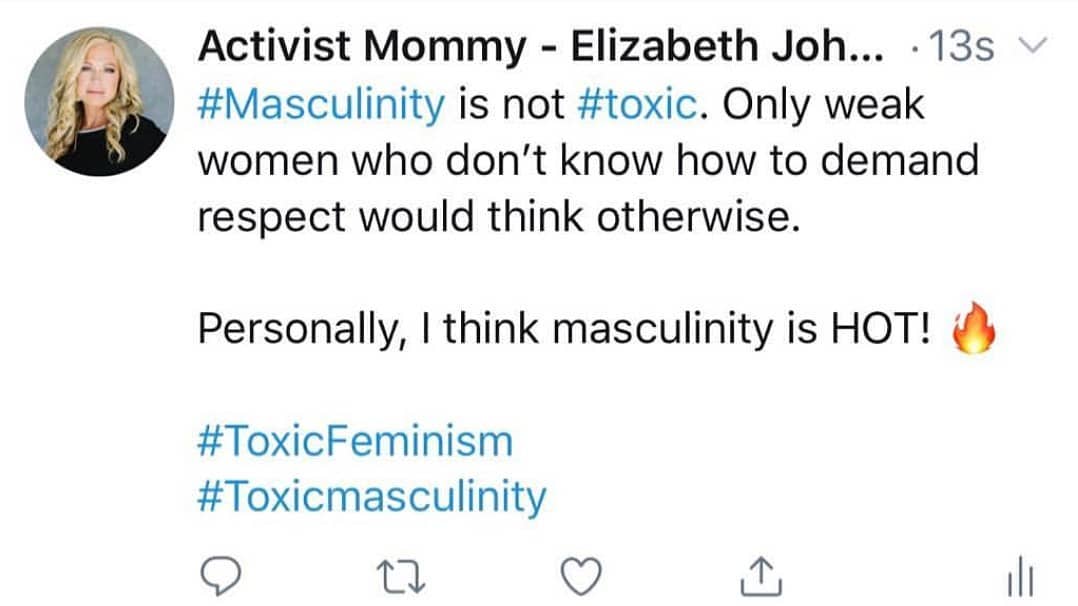 Activist Mommy - Elizabeth Joh... · 13s
#Masculinity is not #toxic. Only weak
women who don’t know how to demand
respect would think otherwise.
Personally, I think masculinity is HOT! 🔥
#ToxicFeminism
#Toxicmasculinity